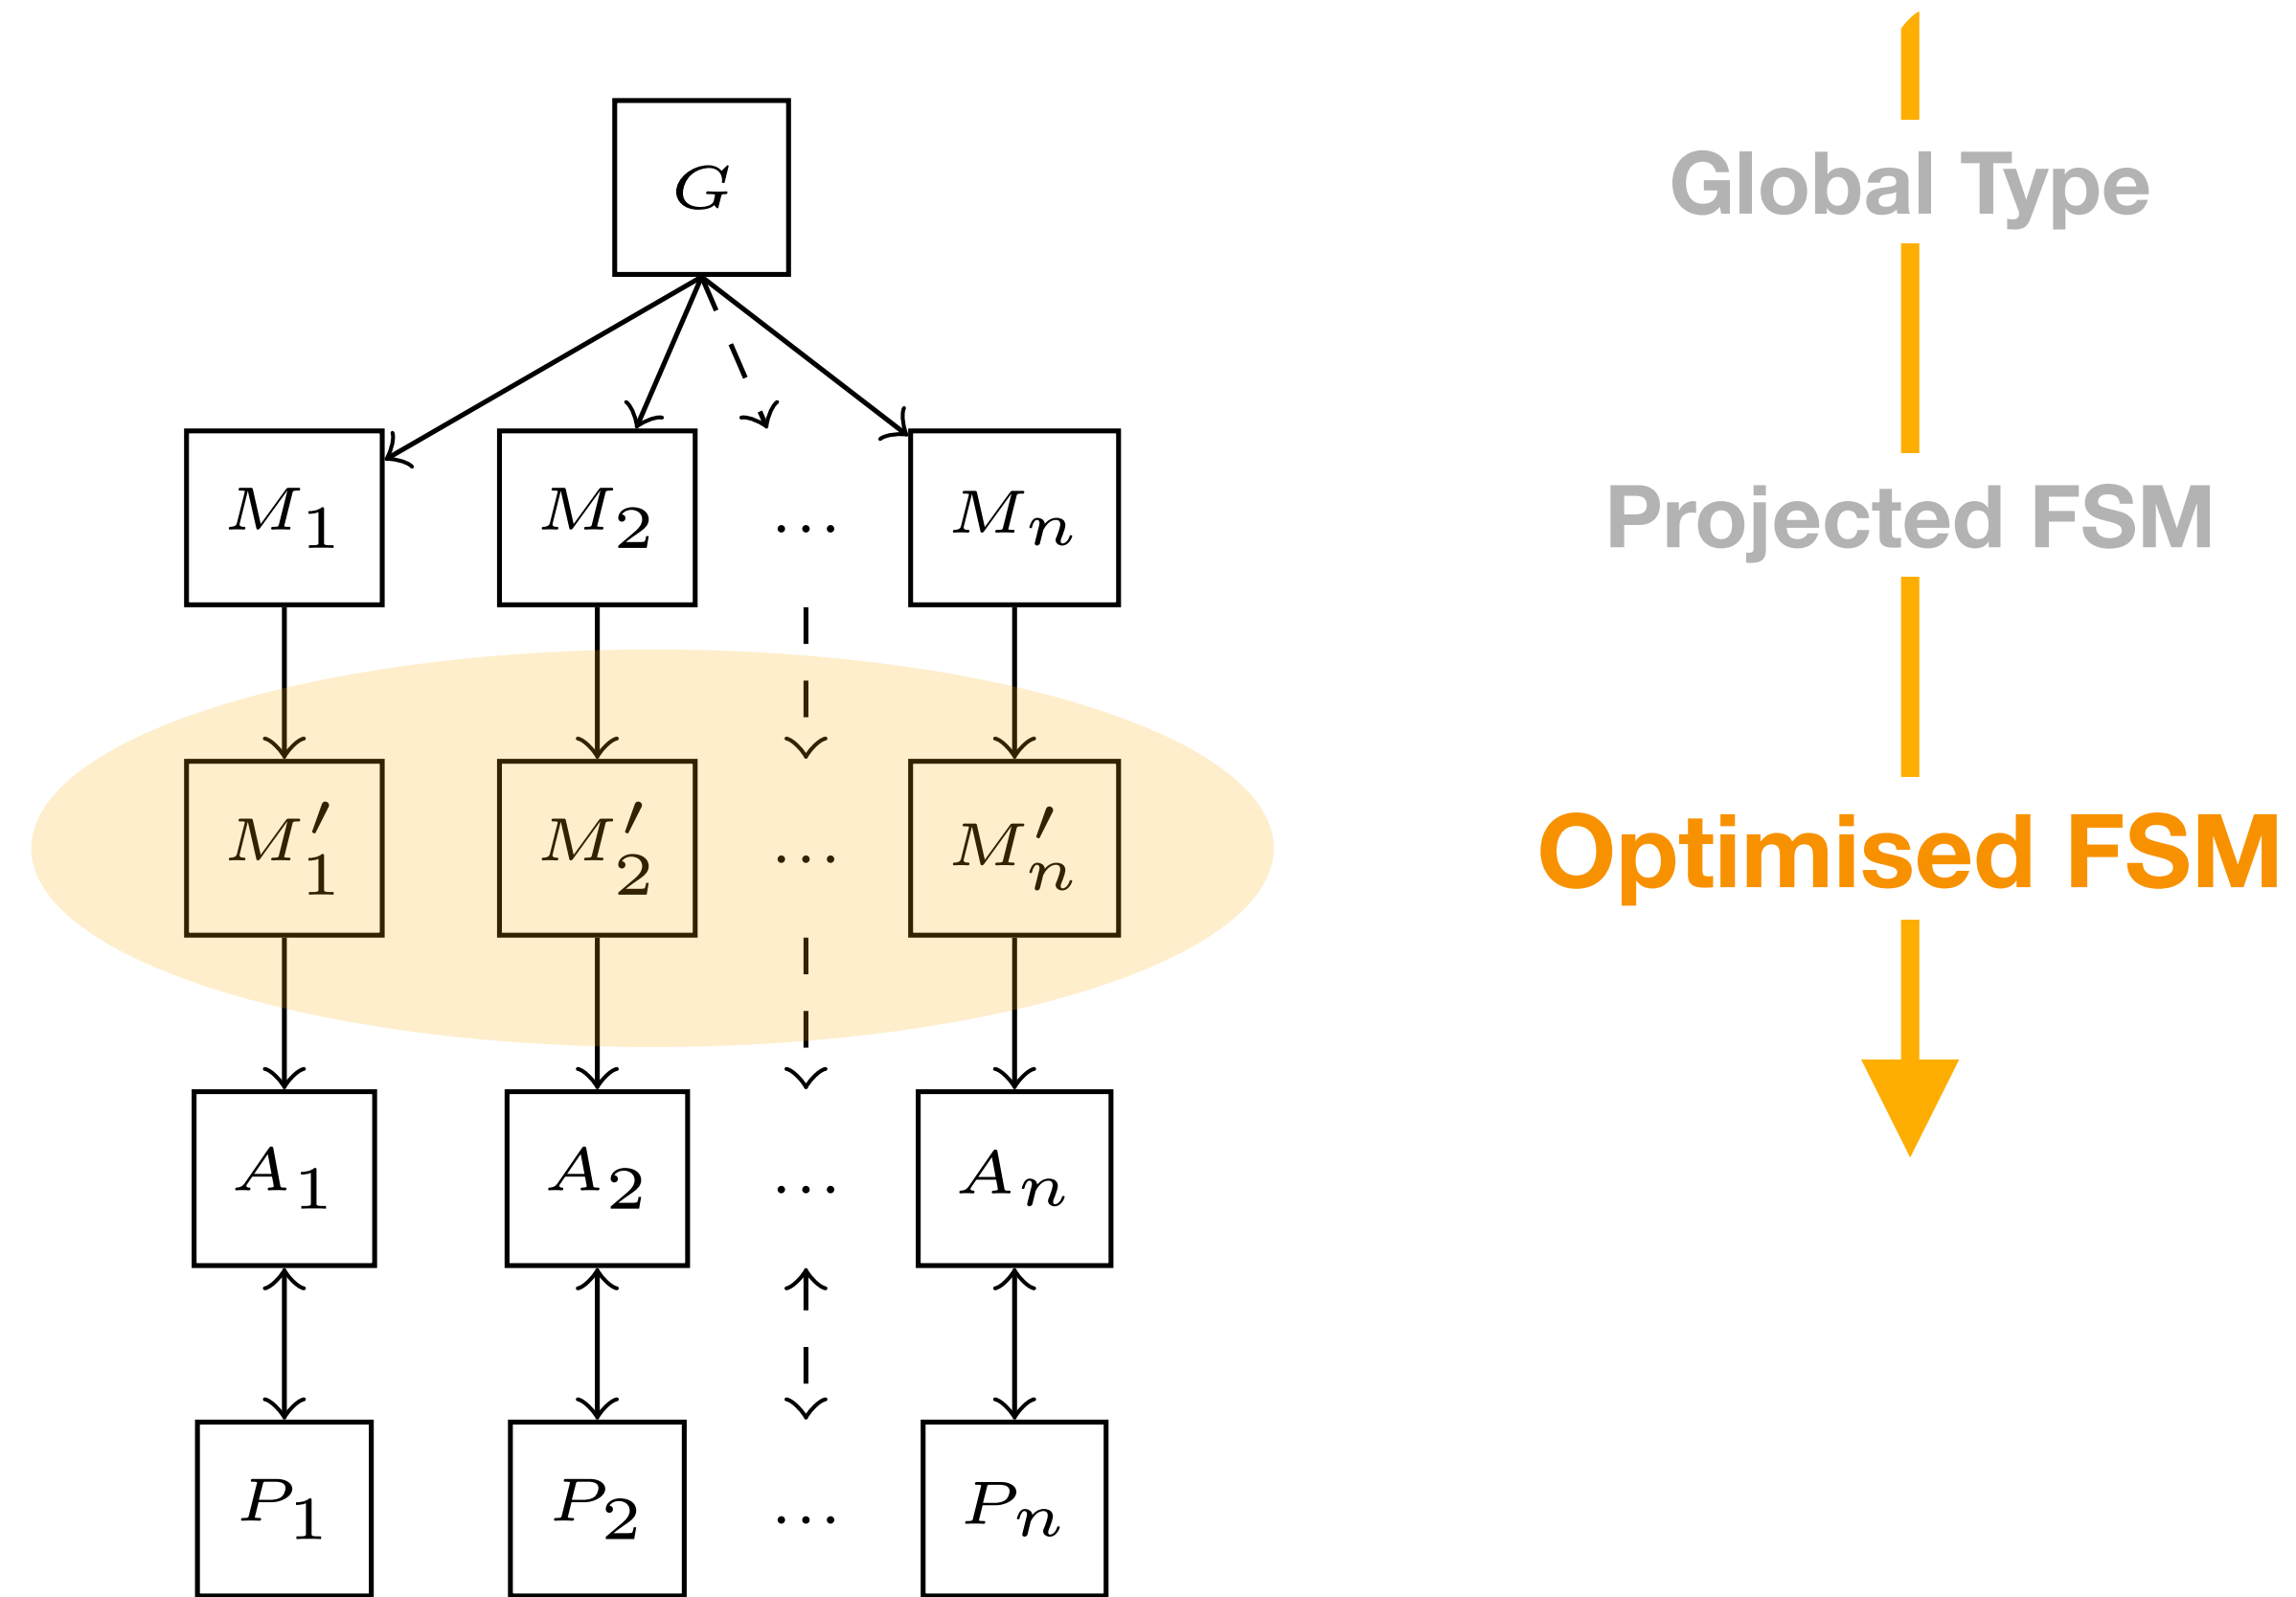 G
Global Type
M₁ M₂ ... Mₙ
Projected FSM
M′₁ M′₂ ... M′ₙ
Optimised FSM
A₁ A₂ ... Aₙ
P₁ P₂ ... Pₙ